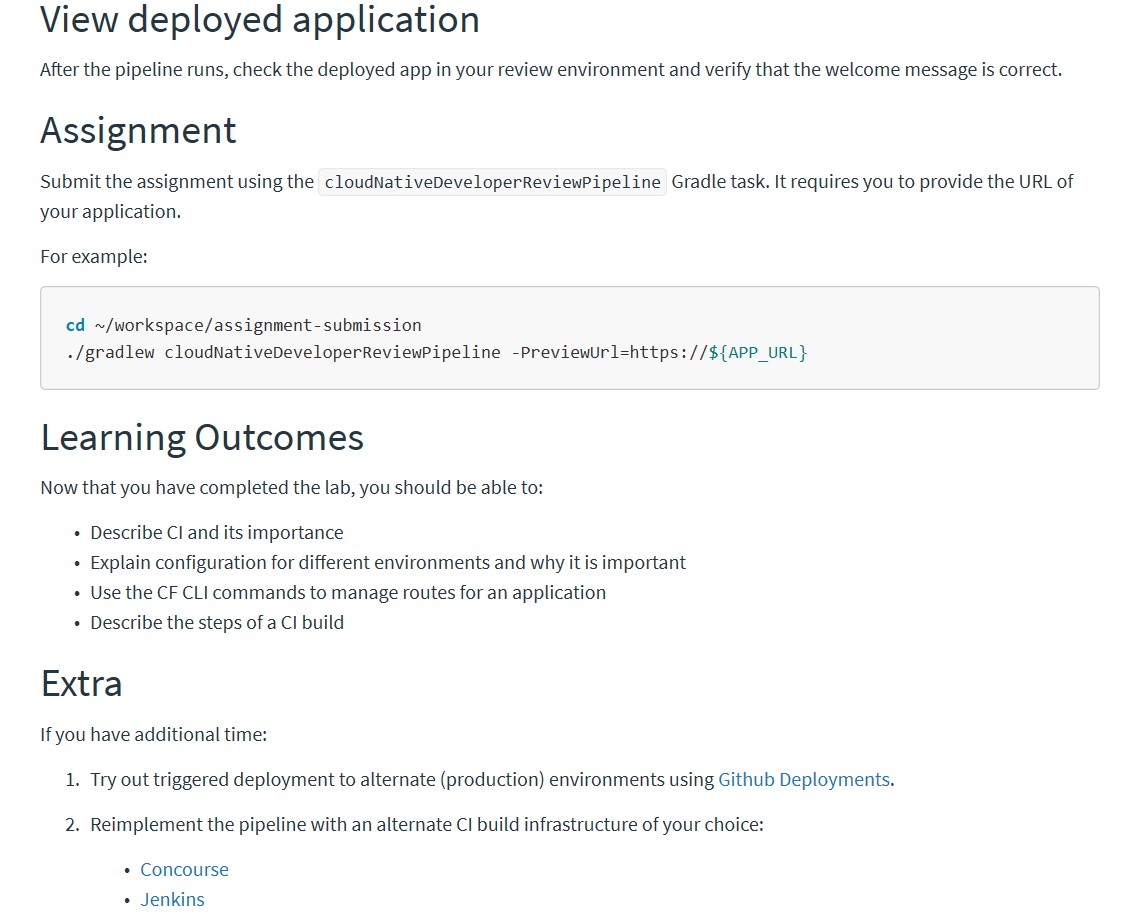 View deployed application
After the pipeline runs, check the deployed app in your review environment and verify that the welcome message is correct.
Assignment
Submit the assignment using the cloudNativeDeveloperReviewPipeline Gradle task. It requires you to provide the URL of
your application.
For example:
cd ~/workspace/assignment-submission
./gradlew cloudNativeDeveloperReviewPipeline -PreviewUrl=https://${APP_URL}
Learning Outcomes
Now that you have completed the lab, you should be able to:
• Describe CI and its importance
• Explain configuration for different environments and why it is important
• Use the CF CLI commands to manage routes for an application
• Describe the steps of a CI build
Extra
If you have additional time:
1. Try out triggered deployment to alternate (production) environments using Github Deployments.
2. Reimplement the pipeline with an alternate CI build infrastructure of your choice:
• Concourse
• Jenkins